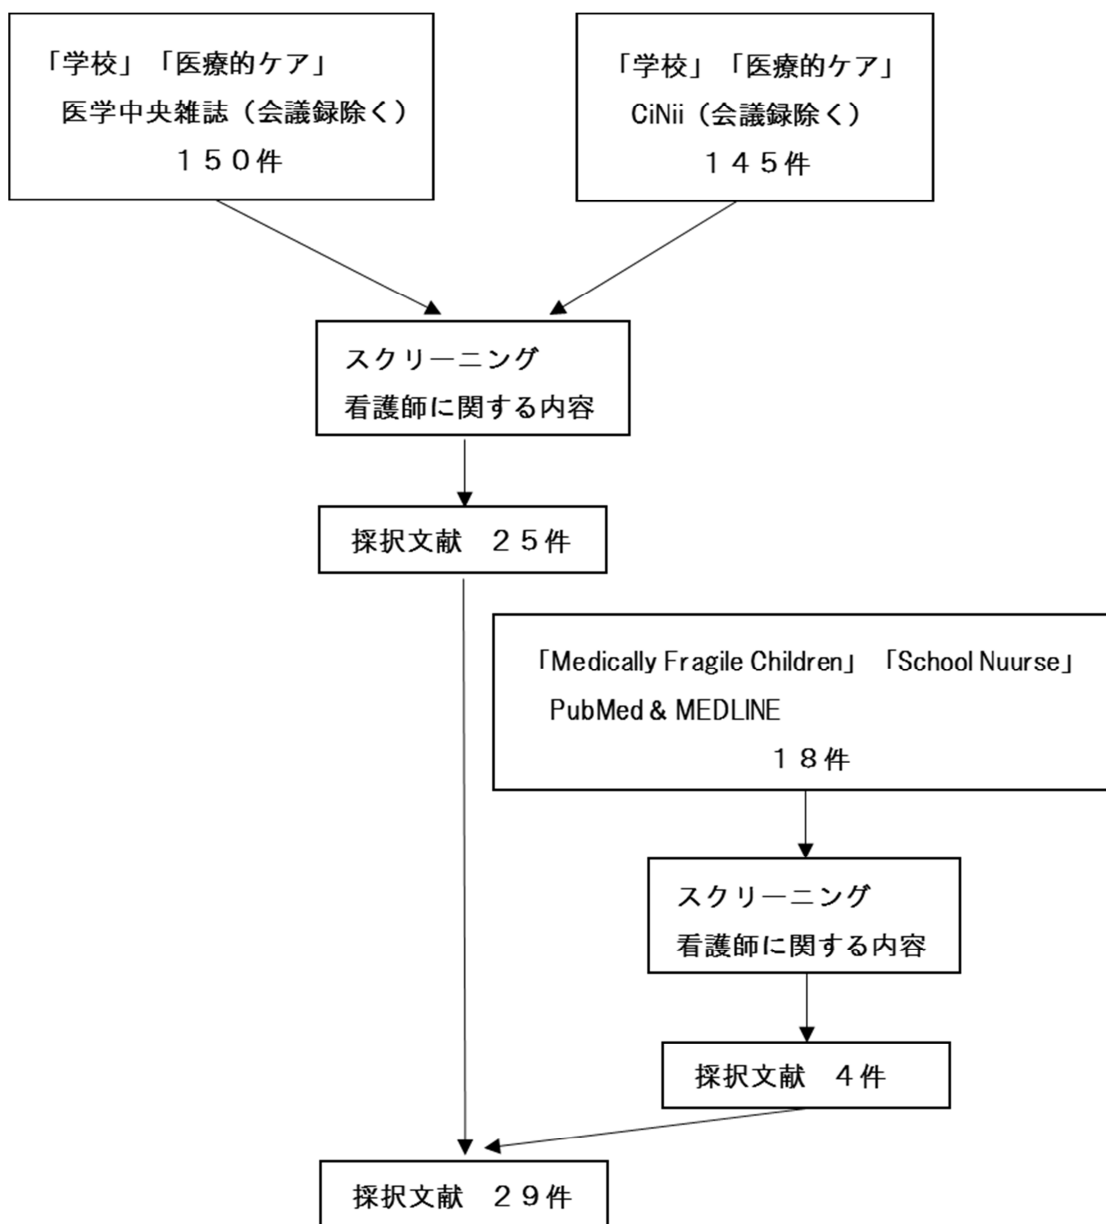 「学校」「医療的ケア」
医学中央雑誌（会議録除く）
１５０件
「学校」「医療的ケア」
CiNii（会議録除く）
１４５件
スクリーニング
看護師に関する内容
採択文献　２５件
「Medically Fragile Children」「School Nuurse」
PubMed & MEDLINE
１８件
スクリーニング
看護師に関する内容
採択文献　４件
採択文献　２９件